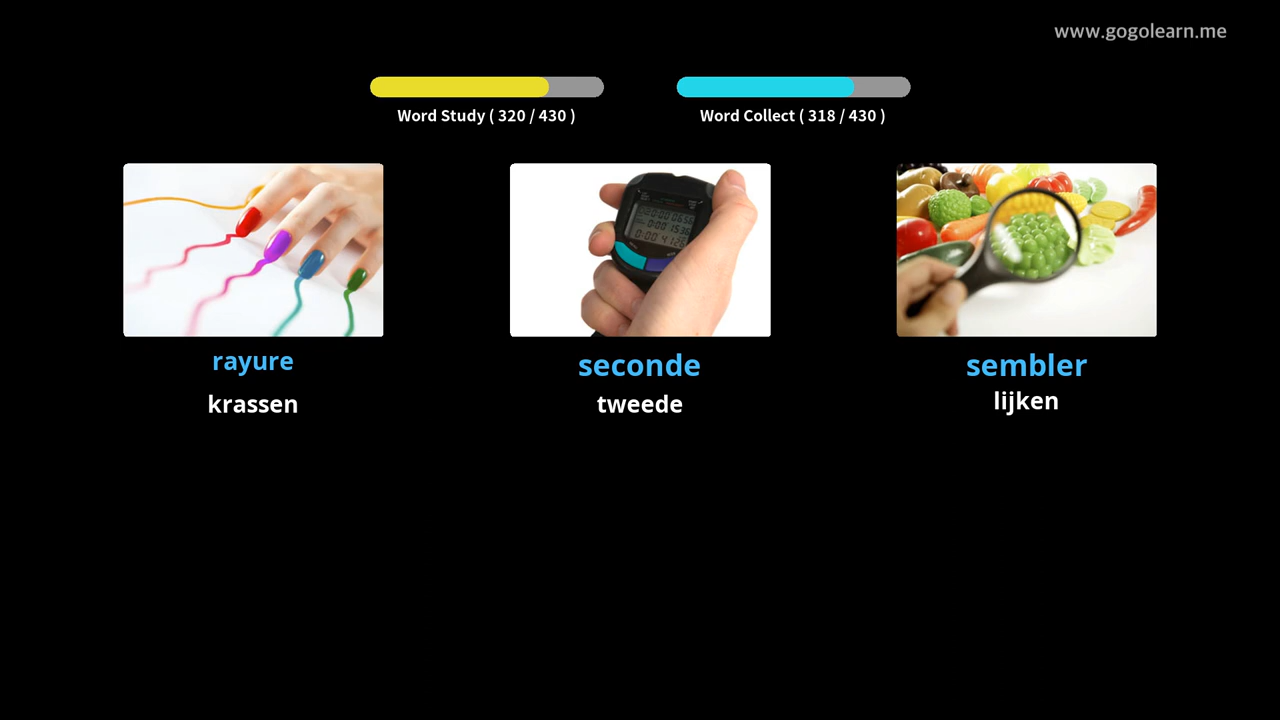 www.gogolearn.me
Word Study ( 320 / 430 )
Word Collect ( 318 / 430 )
rayure
seconde
sembler
krassen
tweede
lijken